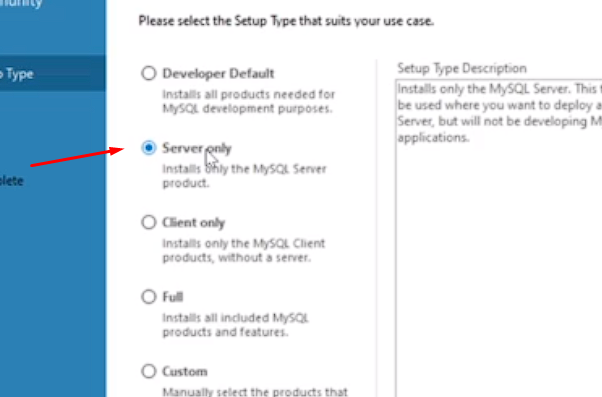 munity
Please select the Setup Type that suits your use case.
Type
plete
Developer Default
Installs all products needed for
MySQL development purposes.
Server only
Installs only the MySQL Server
product.
Client only
Installs only the MySQL Client
products, without a server.
Full
Installs all included MySQL
products and features.
Custom
Manually select the products that
Setup Type Description
Installs only the MySQL Server. This
be used where you want to deploy a
Server, but will not be developing M
applications.